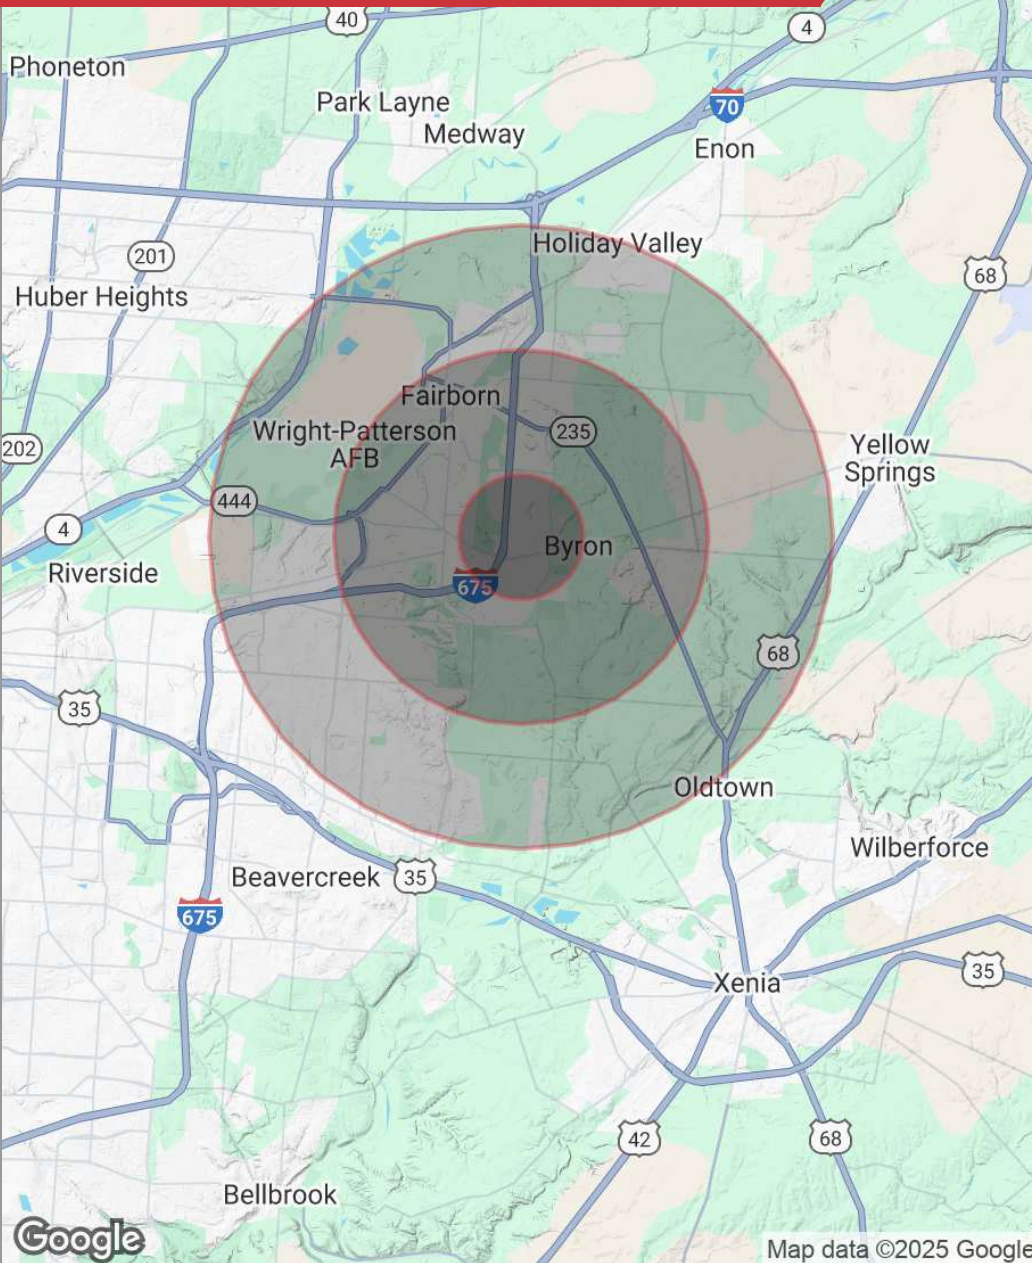 40
4
Phoneton
Park Layne
70
Medway
Enon
Holiday Valley
201
68
Huber Heights
Fairborn
Wright-Patterson
AFB
235
202
Yellow
Springs
444
4
Byron
Riverside
675
68
35
Oldtown
Wilberforce
Beavercreek
35
675
Xenia
35
42
68
Bellbrook
Google
Map data ©2025 Google